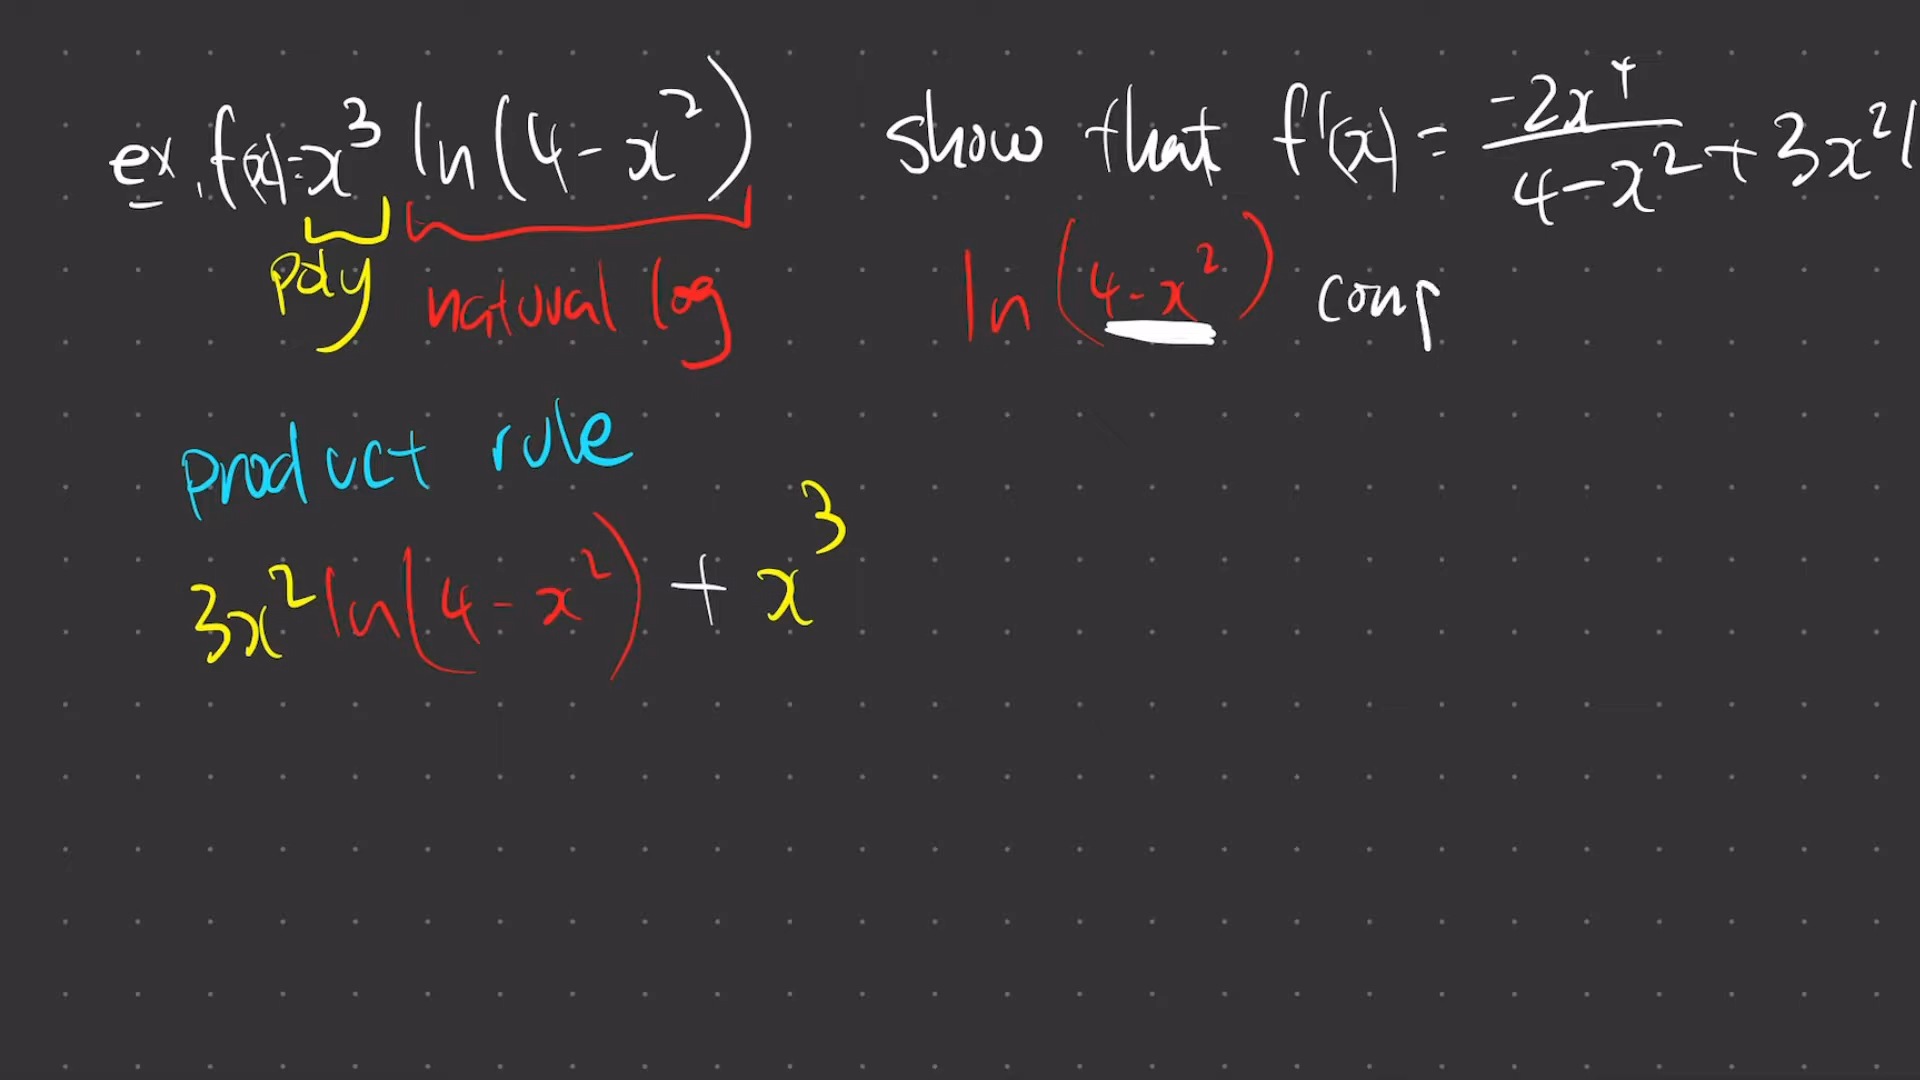 ex. f(x)=x³ ln(4-x²) show that f'(x) = -2x⁴/4-x² + 3x² l
poly natural log ln(4-x²) comp
product rule
3x² ln(4-x²) + x³